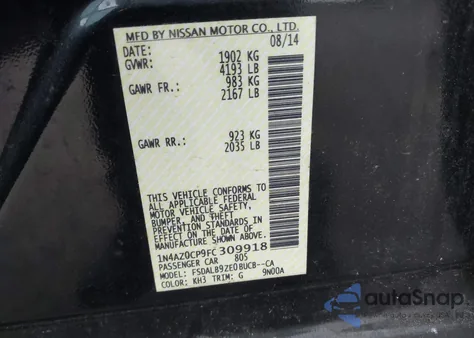 MFD BY NISSAN MOTOR CO., LTD.
DATE: 08/14
GVWR: 1902 KG
4193 LB
GAWR FR: 983 KG
2167 LB
GAWR RR: 923 KG
2035 LB
THIS VEHICLE CONFORMS TO
ALL APPLICABLE FEDERAL
MOTOR VEHICLE SAFETY,
BUMPER, AND THEFT
PREVENTION STANDARDS
IN EFFECT ON THE DATE OF
MANUFACTURE SHOWN ABOVE.
1N4AZ0CP9FC309918
PASSENGER CAR 805
MODEL: FSDALB9ZE0BUCB--CA
COLOR: KH3 TRIM: G 9N00A
autoSnap